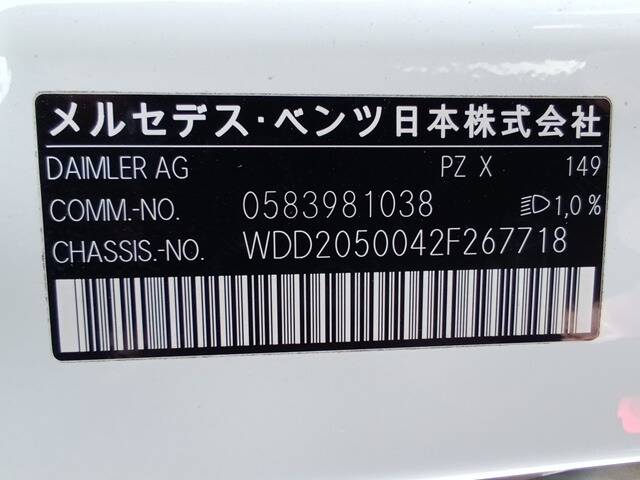 メルセデス・ベンツ日本株式会社
DAIMLER AG PZ X 149
COMM.-NO. 0583981038 1,0 %
CHASSIS.-NO. WDD2050042F267718